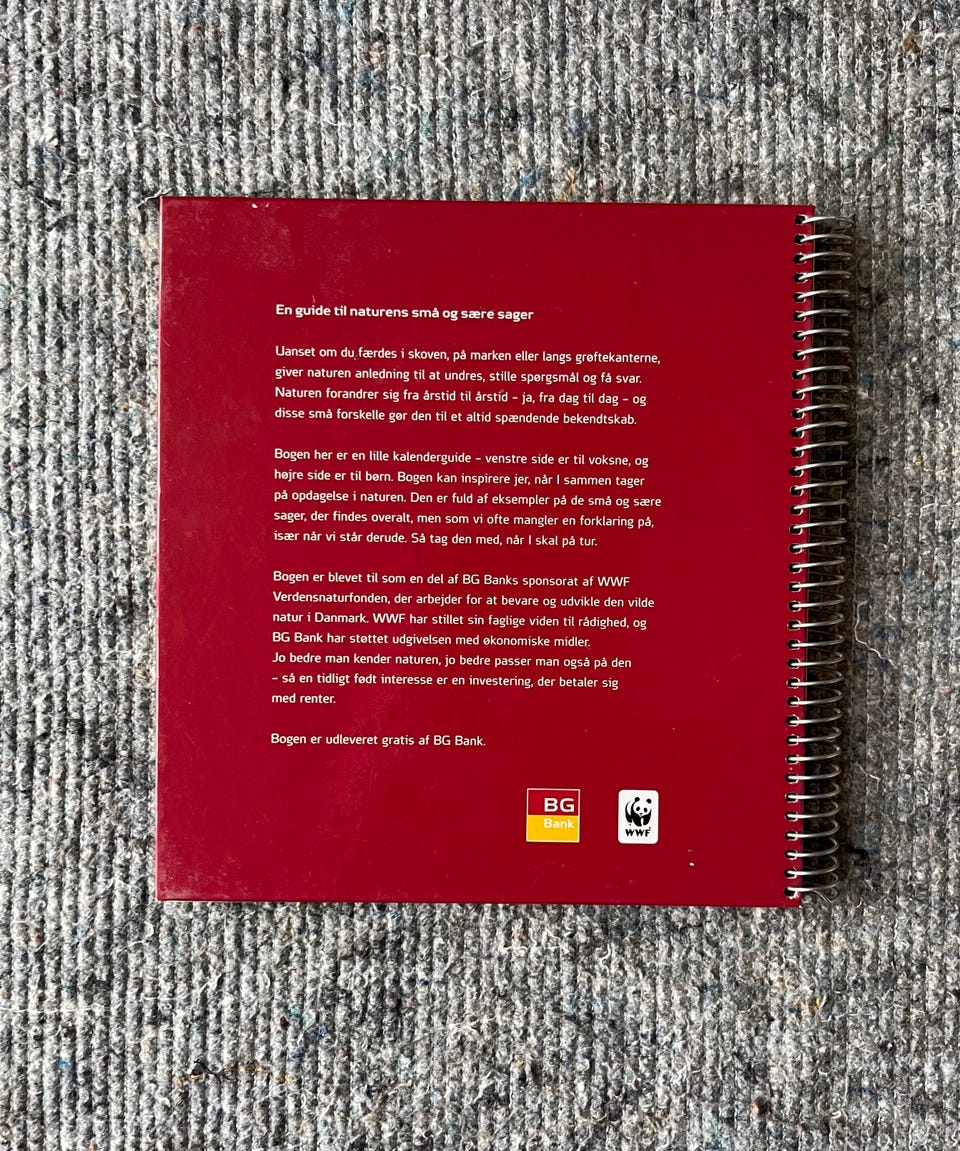 En guide til naturens små og sære sager
Uanset om du færdes i skoven, på marken eller langs grøftekanterne,
giver naturen anledning til at undres, stille spørgsmål og få svar.
Naturen forandrer sig fra årstid til årstid – ja, fra dag til dag – og
disse små forskelle gør den til et altid spændende bekendtskab.
Bogen her er en lille kalenderguide – venstre side er til voksne, og
højre side er til børn. Bogen kan inspirere jer, når I sammen tager
på opdagelse i naturen. Den er fuld af eksempler på de små og sære
sager, der findes overalt, men som vi ofte mangler en forklaring på,
især når vi står derude. Så tag den med, når I skal på tur.
Bogen er blevet til som en del af BG Banks sponsorat af WWF
Verdensnaturfonden, der arbejder for at bevare og udvikle den vilde
natur i Danmark. WWF har stillet sin faglige viden til rådighed, og
BG Bank har støttet udgivelsen med økonomiske midler.
Jo bedre man kender naturen, jo bedre passer man også på den
– så en tidligt født interesse er en investering, der betaler sig
med renter.
Bogen er udleveret gratis af BG Bank.
BG
Bank
WWF